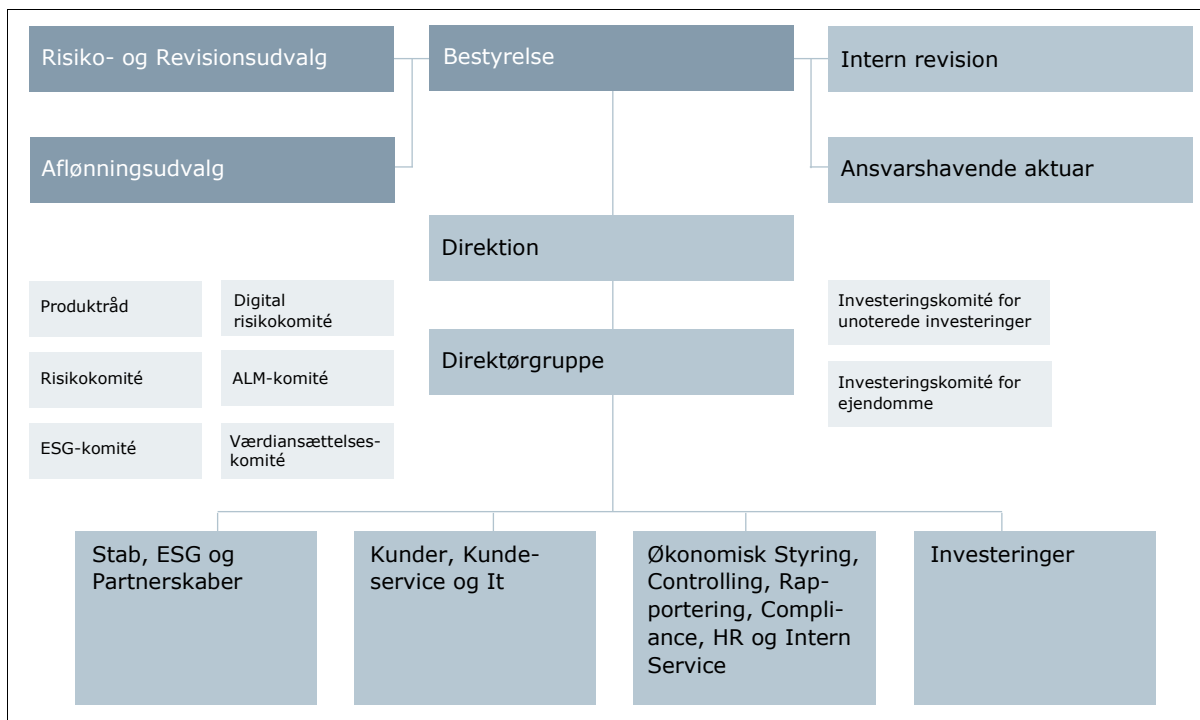 Risiko- og Revisionsudvalg
Bestyrelse
Intern revision
Aflønningsudvalg
Ansvarshavende aktuar
Direktion
Produktråd
Digital
risikokomité
Investeringskomité for
unoterede investeringer
Direktørgruppe
Risikokomité
ALM-komité
Investeringskomité for
ejendomme
ESG-komité
Værdiansættelses-
komité
Stab, ESG og
Partnerskaber
Kunder, Kunde-
service og It
Økonomisk Styring,
Controlling, Rap-
portering, Compli-
ance, HR og Intern
Service
Investeringer